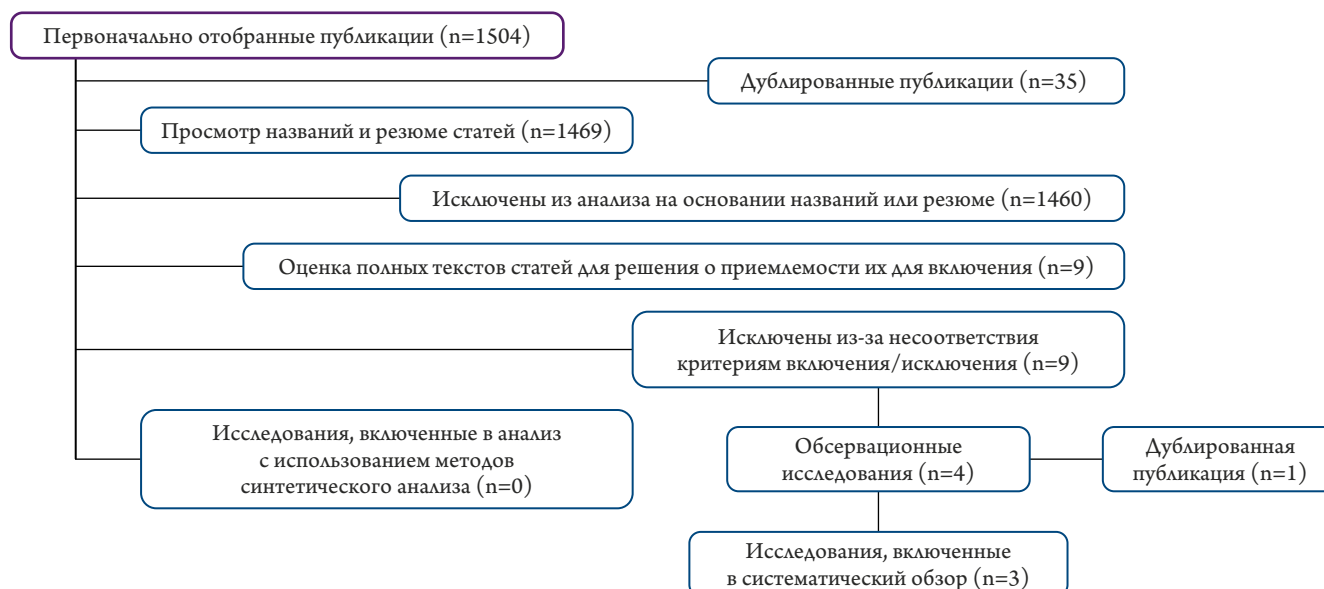 Первоначально отобранные публикации (n=1504)
Дублированные публикации (n=35)
Просмотр названий и резюме статей (n=1469)
Исключены из анализа на основании названий или резюме (n=1460)
Оценка полных текстов статей для решения о приемлемости их для включения (n=9)
Исключены из-за несоответствия
критериям включения/исключения (n=9)
Исследования, включенные в анализ
с использованием методов
синтетического анализа (n=0)
Обсервационные
исследования (n=4)
Дублированная
публикация (n=1)
Исследования, включенные
в систематический обзор (n=3)